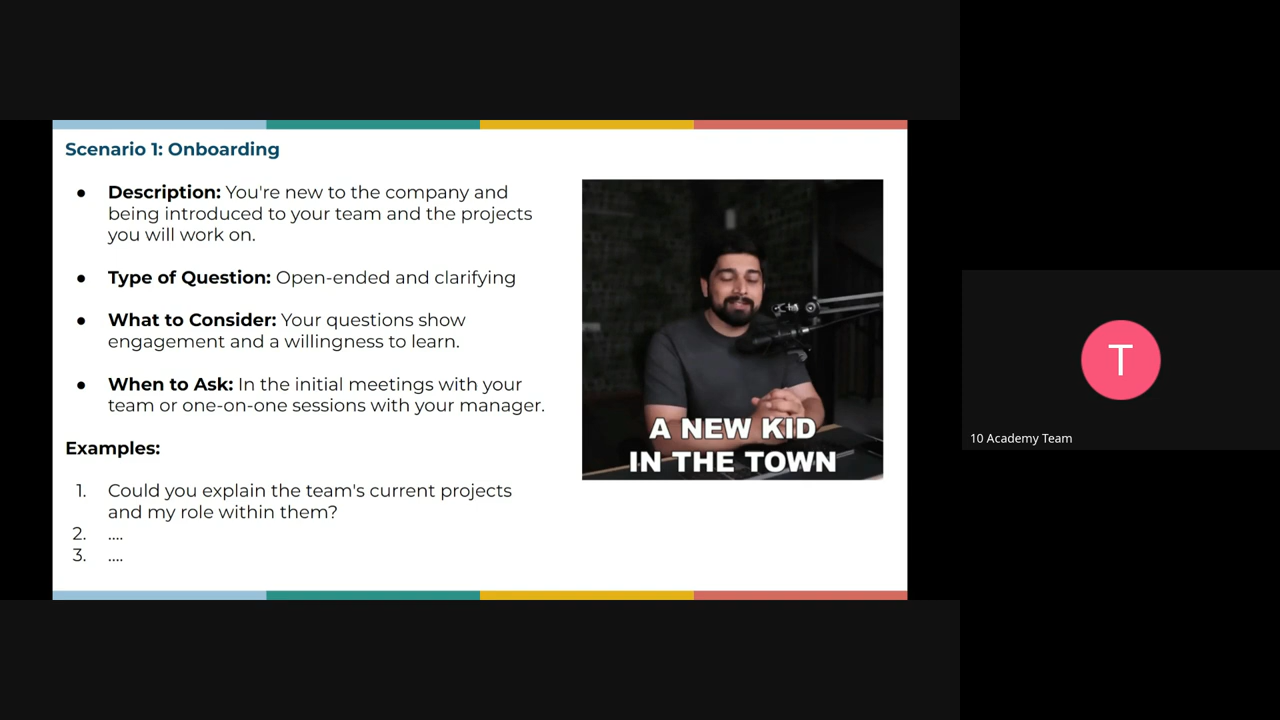 Scenario 1: Onboarding
● Description: You're new to the company and
being introduced to your team and the projects
you will work on.
● Type of Question: Open-ended and clarifying
● What to Consider: Your questions show
engagement and a willingness to learn.
● When to Ask: In the initial meetings with your
team or one-on-one sessions with your manager.
Examples:
1. Could you explain the team's current projects
and my role within them?
2. ....
3. ....
A NEW KID
IN THE TOWN
T
10 Academy Team